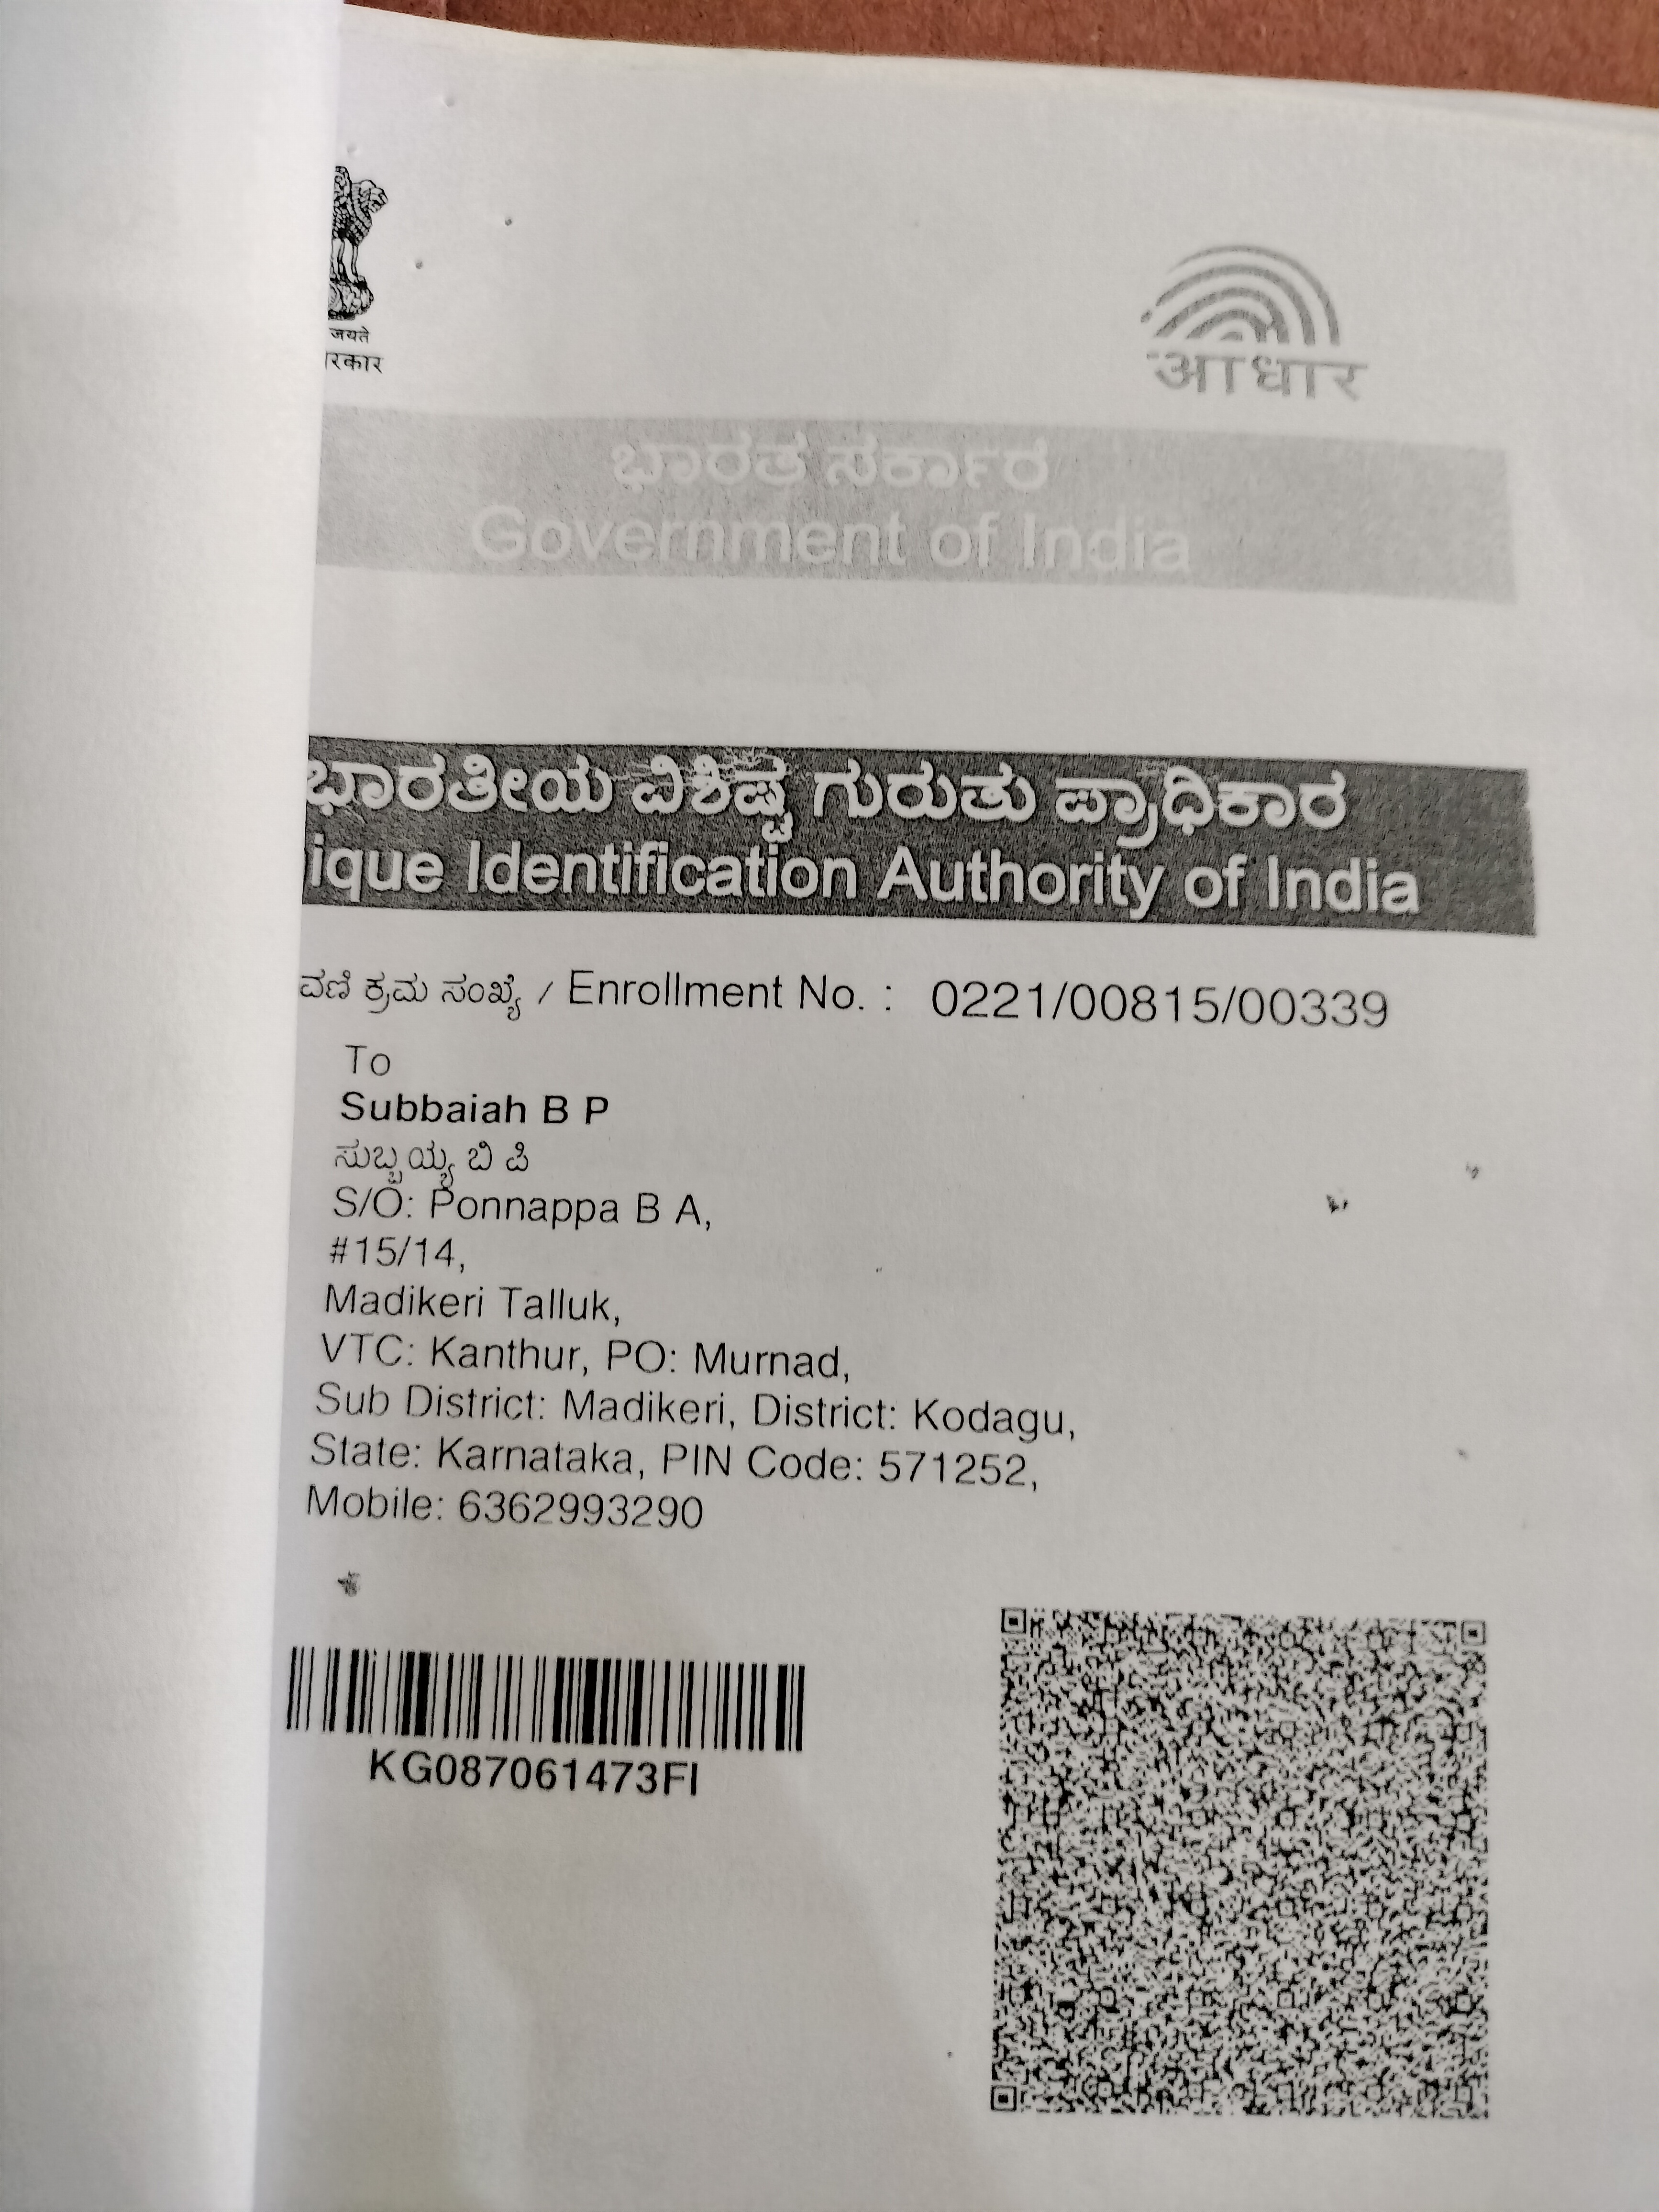 जयते
रकार
आधार
ಭಾರತ ಸರ್ಕಾರ
Government of India
ಭಾರತೀಯ ವಿಶಿಷ್ಟ ಗುರುತು ಪ್ರಾಧಿಕಾರ
ique Identification Authority of India
ವಣಿ ಕ್ರಮ ಸಂಖ್ಯೆ / Enrollment No. : 0221/00815/00339
To
Subbaiah B P
ಸುಬ್ಬಯ್ಯ ಬಿ ಪಿ
S/O: Ponnappa B A,
#15/14,
Madikeri Talluk,
VTC: Kanthur, PO: Murnad,
Sub District: Madikeri, District: Kodagu,
State: Karnataka, PIN Code: 571252,
Mobile: 6362993290
KG087061473FI